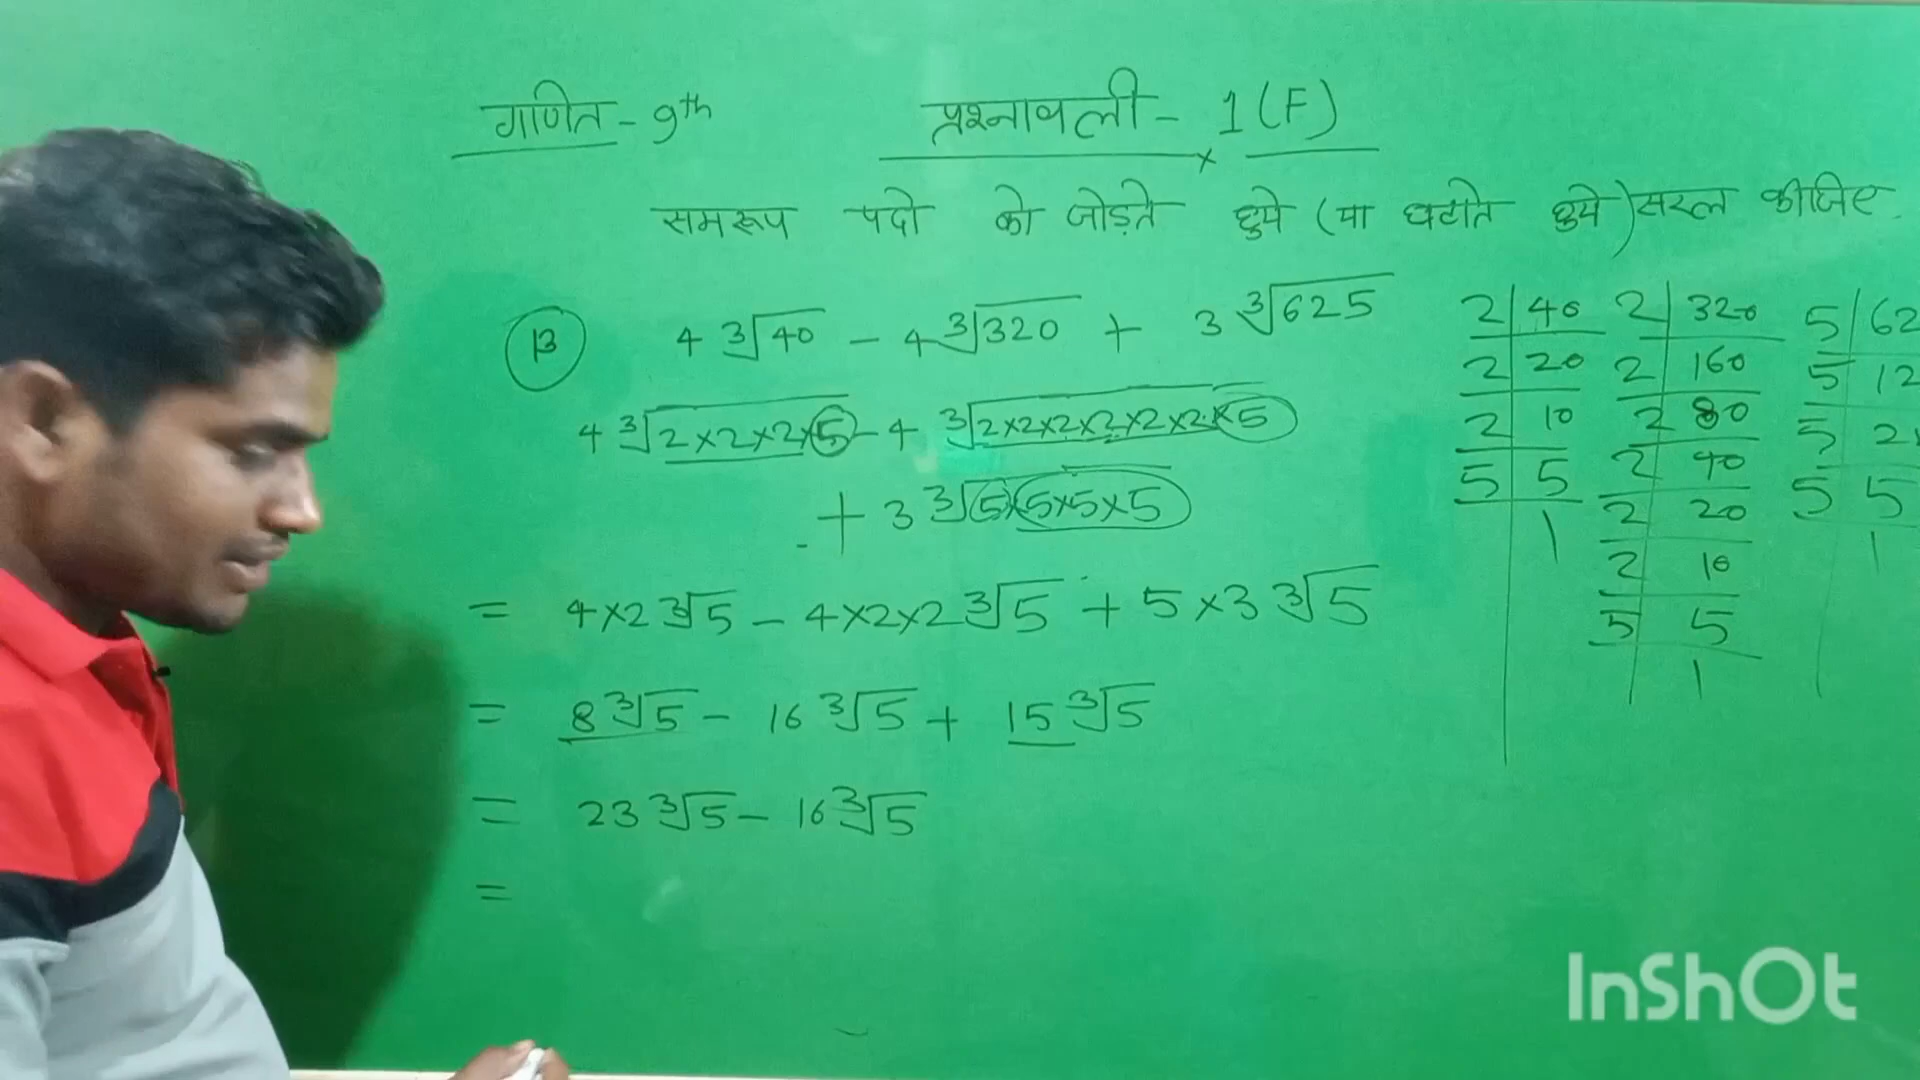 गणित - 9th प्रश्नावली - 1(F)
समरूप पदो को जोड़ते हुये (या घटाते हुये) सरल कीजिए.
13 4∛40 - 4∛320 + 3∛625
4∛2×2×2×5 - 4∛2×2×2×2×2×2×5
+ 3∛5×5×5×5
= 4×2∛5 - 4×2×2∛5 + 5×3∛5
= 8∛5 - 16∛5 + 15∛5
= 23∛5 - 16∛5
=
2 | 40
2 | 20
2 | 10
5 | 5
1
2 | 320
2 | 160
2 | 80
2 | 40
2 | 20
2 | 10
5 | 5
1
5 | 62
5 | 12
5 | 2
5 | 5
1
InShOt